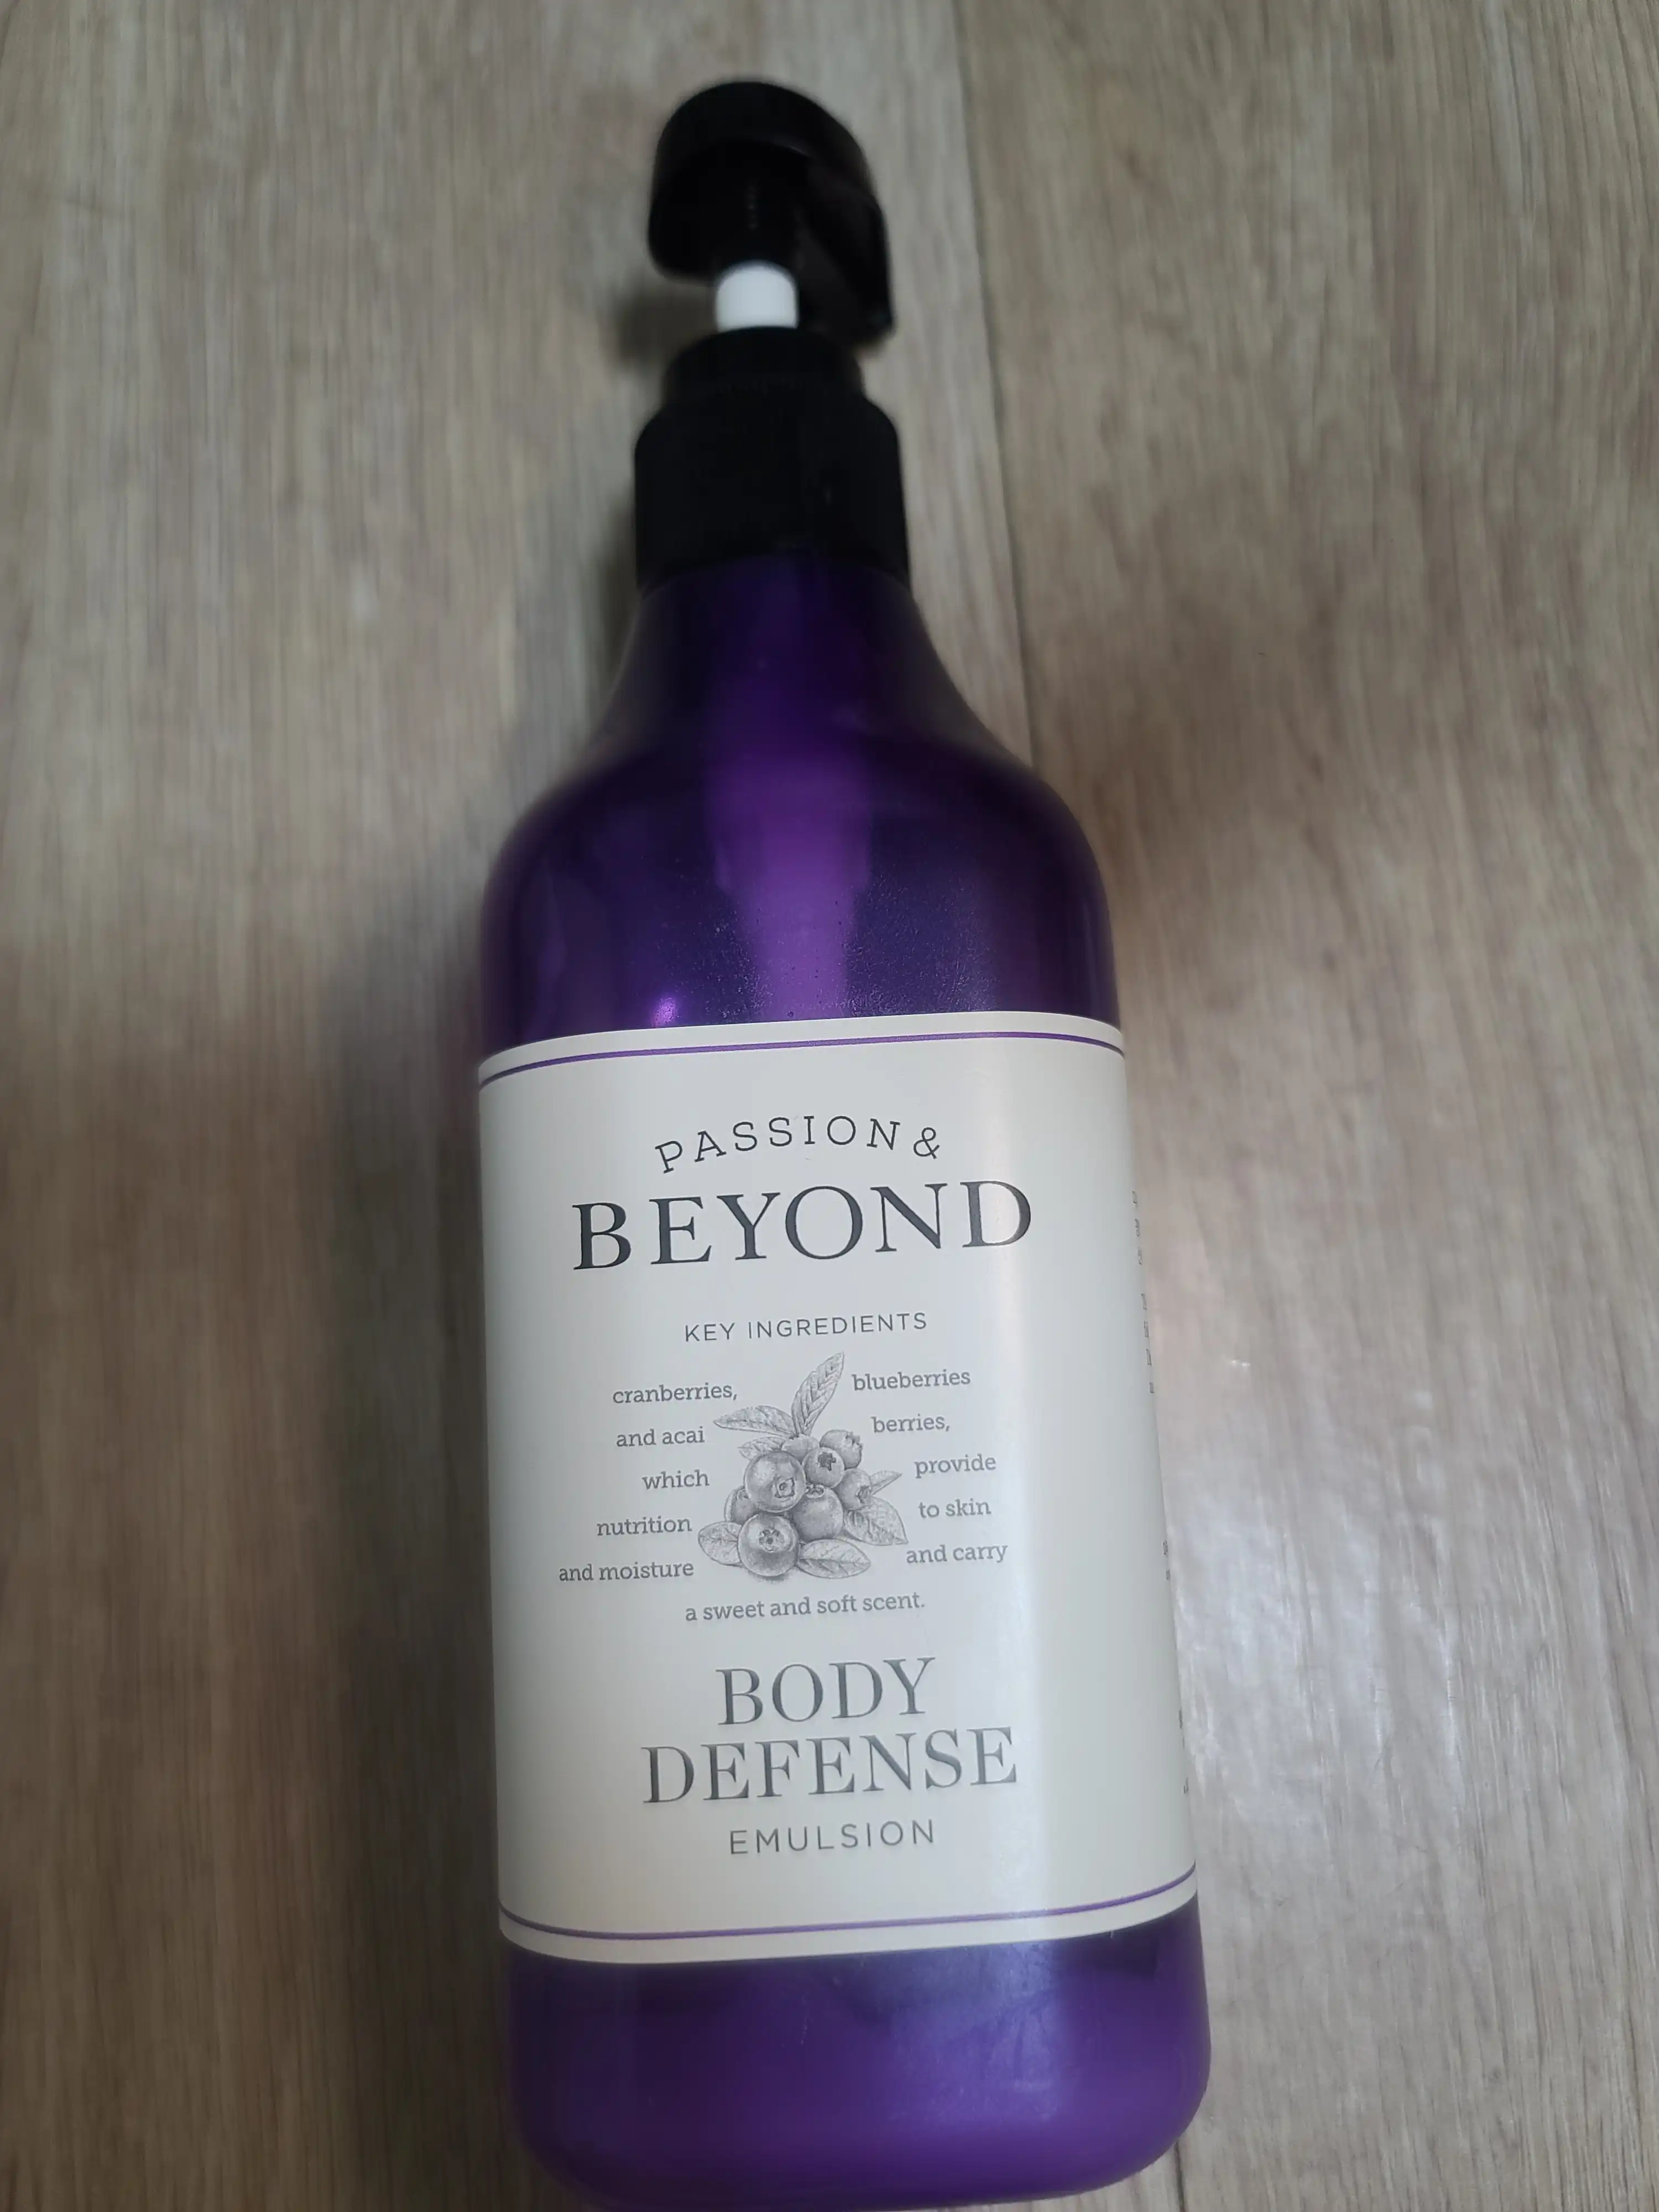 PASSION &
BEYOND
KEY INGREDIENTS
cranberries, blueberries
and acai berries,
which provide
nutrition to skin
and moisture and carry
a sweet and soft scent.
BODY
DEFENSE
EMULSION